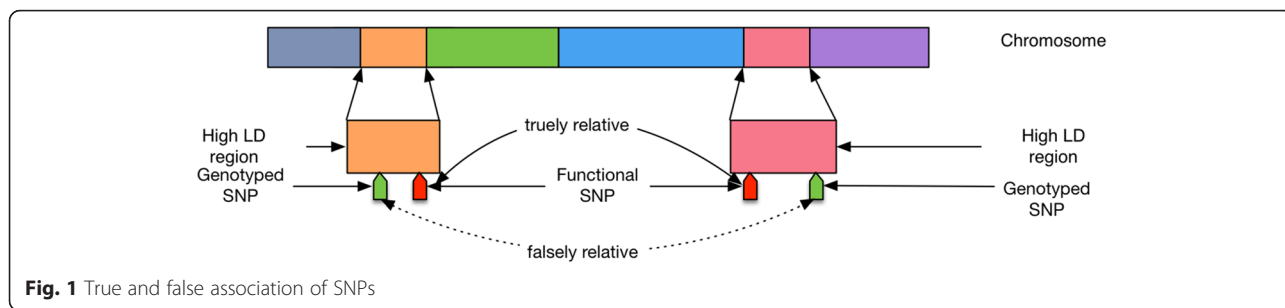 Chromosome
truely relative
High LD
region
High LD
region
Genotyped
SNP
Functional
SNP
Genotyped
SNP
falsely relative
Fig. 1 True and false association of SNPs